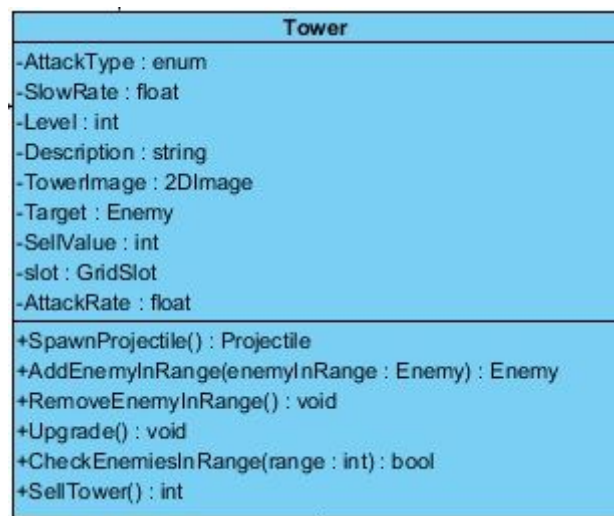 Tower
-AttackType : enum
-SlowRate : float
-Level : int
-Description : string
-TowerImage : 2DImage
-Target : Enemy
-SellValue : int
-slot : GridSlot
-AttackRate : float
+SpawnProjectile() : Projectile
+AddEnemyInRange(enemyInRange : Enemy) : Enemy
+RemoveEnemyInRange() : void
+Upgrade() : void
+CheckEnemiesInRange(range : int) : bool
+SellTower() : int